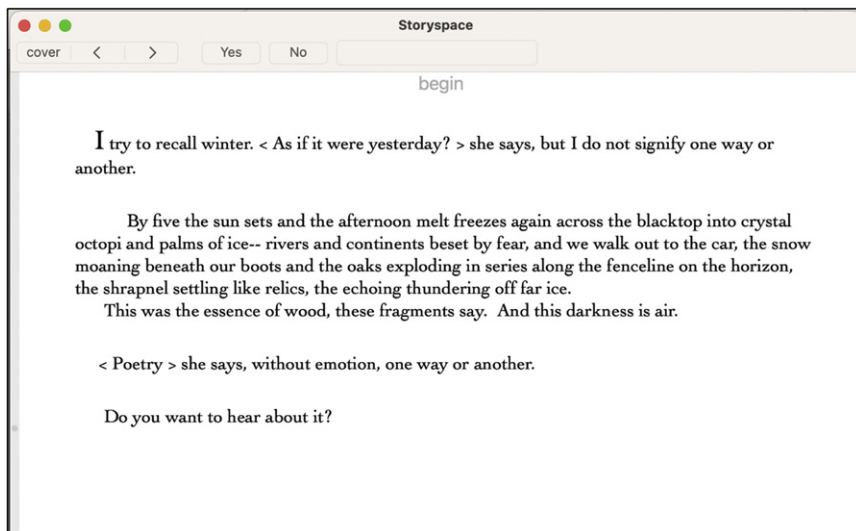 Storyspace
cover < > Yes No
begin
I try to recall winter. < As if it were yesterday? > she says, but I do not signify one way or
another.
By five the sun sets and the afternoon melt freezes again across the blacktop into crystal
octopi and palms of ice-- rivers and continents beset by fear, and we walk out to the car, the snow
moaning beneath our boots and the oaks exploding in series along the fenceline on the horizon,
the shrapnel settling like relics, the echoing thundering off far ice.
This was the essence of wood, these fragments say.  And this darkness is air.
< Poetry > she says, without emotion, one way or another.
Do you want to hear about it?